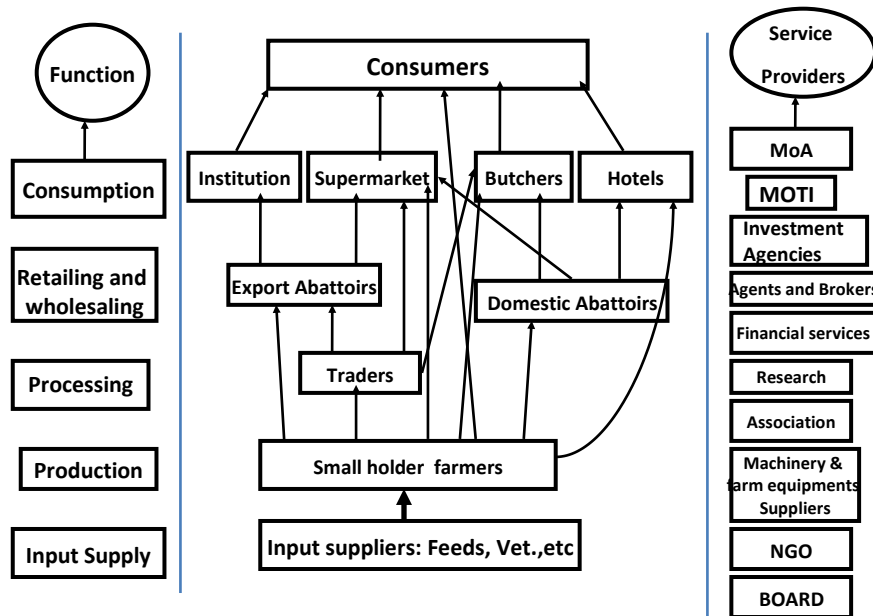 Function
Consumption
Retailing and
wholesaling
Processing
Production
Input Supply
Consumers
Institution
Supermarket
Butchers
Hotels
Export Abattoirs
Domestic Abattoirs
Traders
Small holder farmers
Input suppliers: Feeds, Vet.,etc
Service
Providers
MoA
MOTI
Investment
Agencies
Agents and Brokers
Financial services
Research
Association
Machinery &
farm equipments
Suppliers
NGO
BOARD